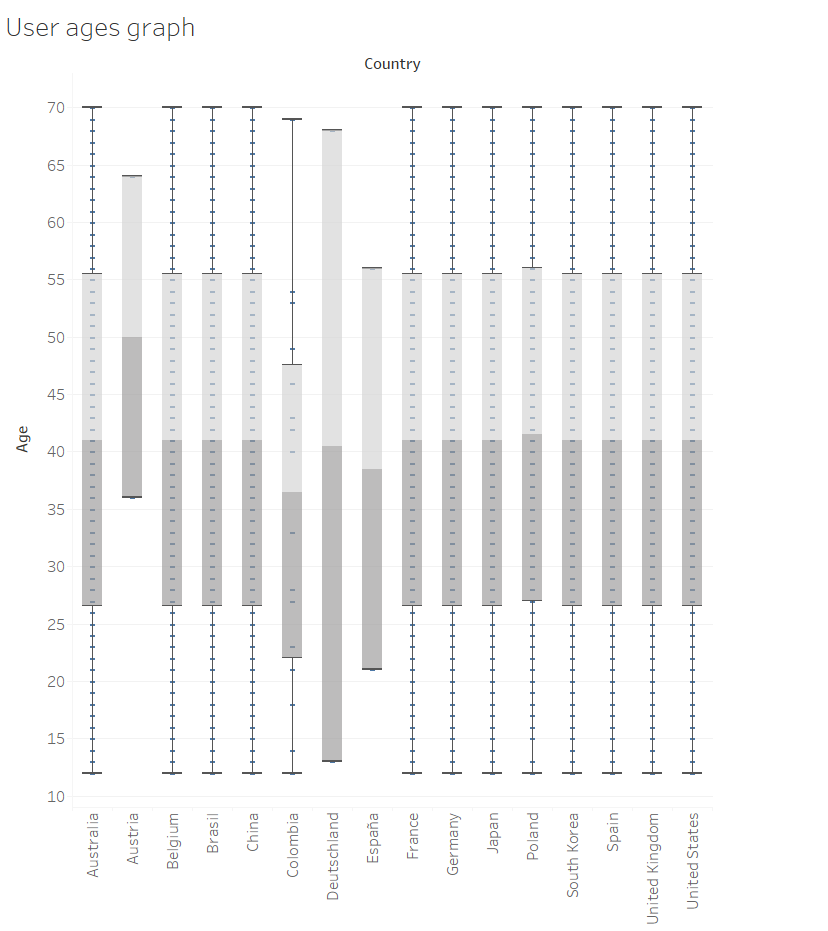 User ages graph
Country
70
65
60
55
50
45
40
35
30
25
20
15
10
Age
Australia
Austria
Belgium
Brasil
China
Colombia
Deutschland
España
France
Germany
Japan
Poland
South Korea
Spain
United Kingdom
United States